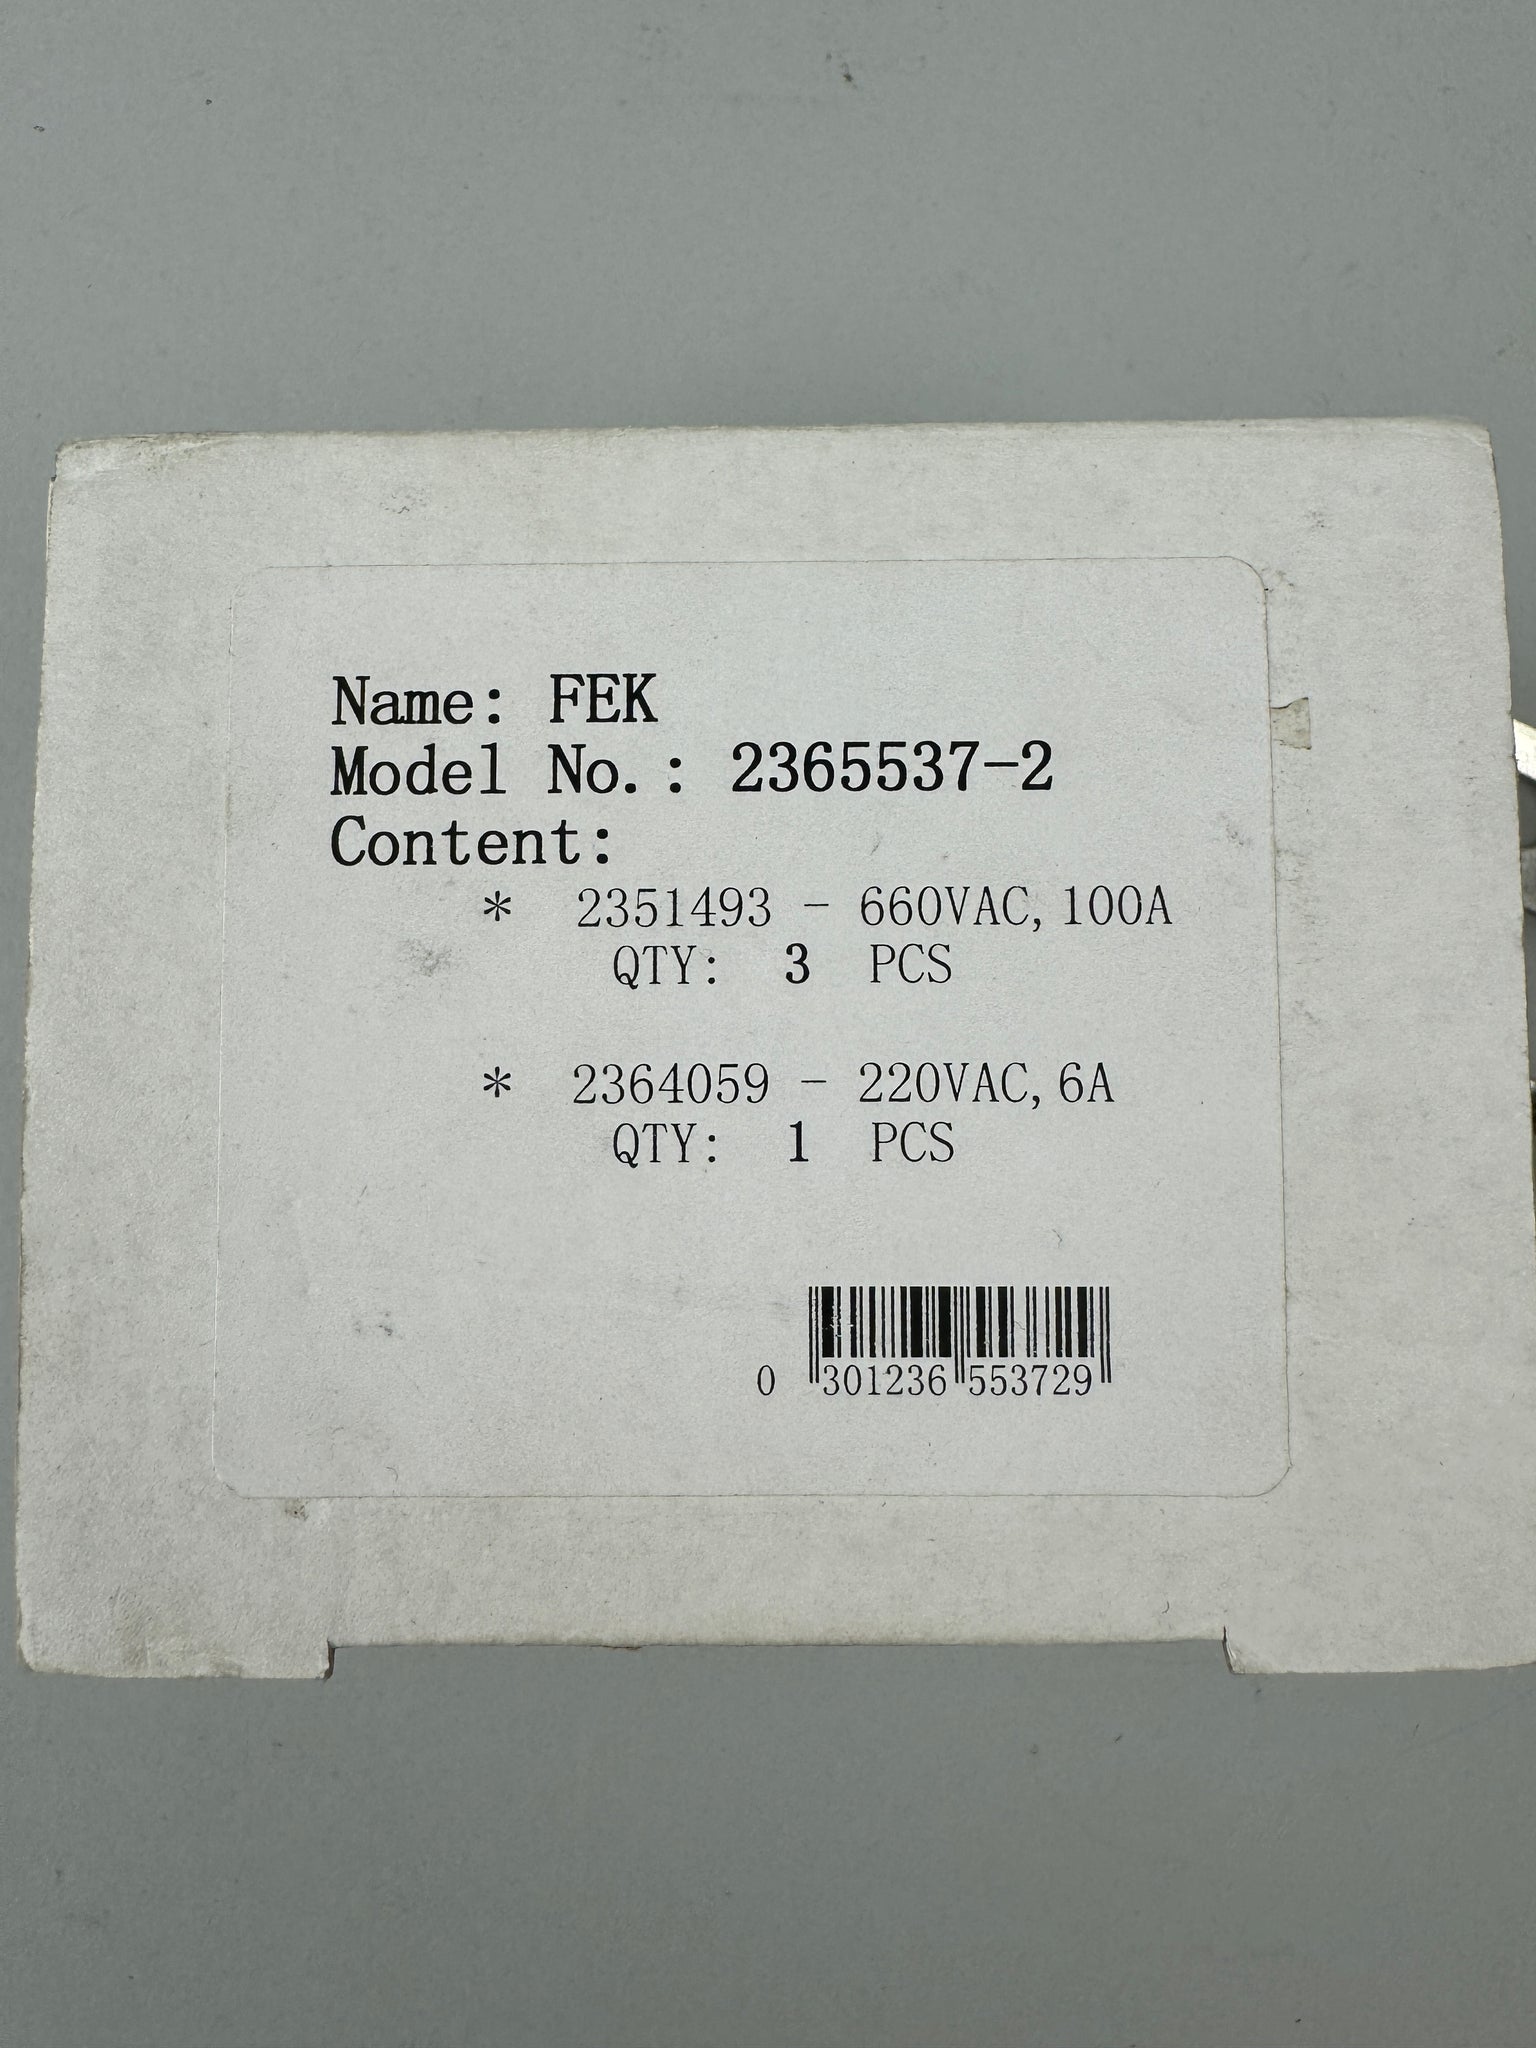 Name: FEK
Model No.: 2365537-2
Content:
* 2351493 - 660VAC, 100A
QTY: 3 PCS
* 2364059 - 220VAC, 6A
QTY: 1 PCS
0 301236 553729